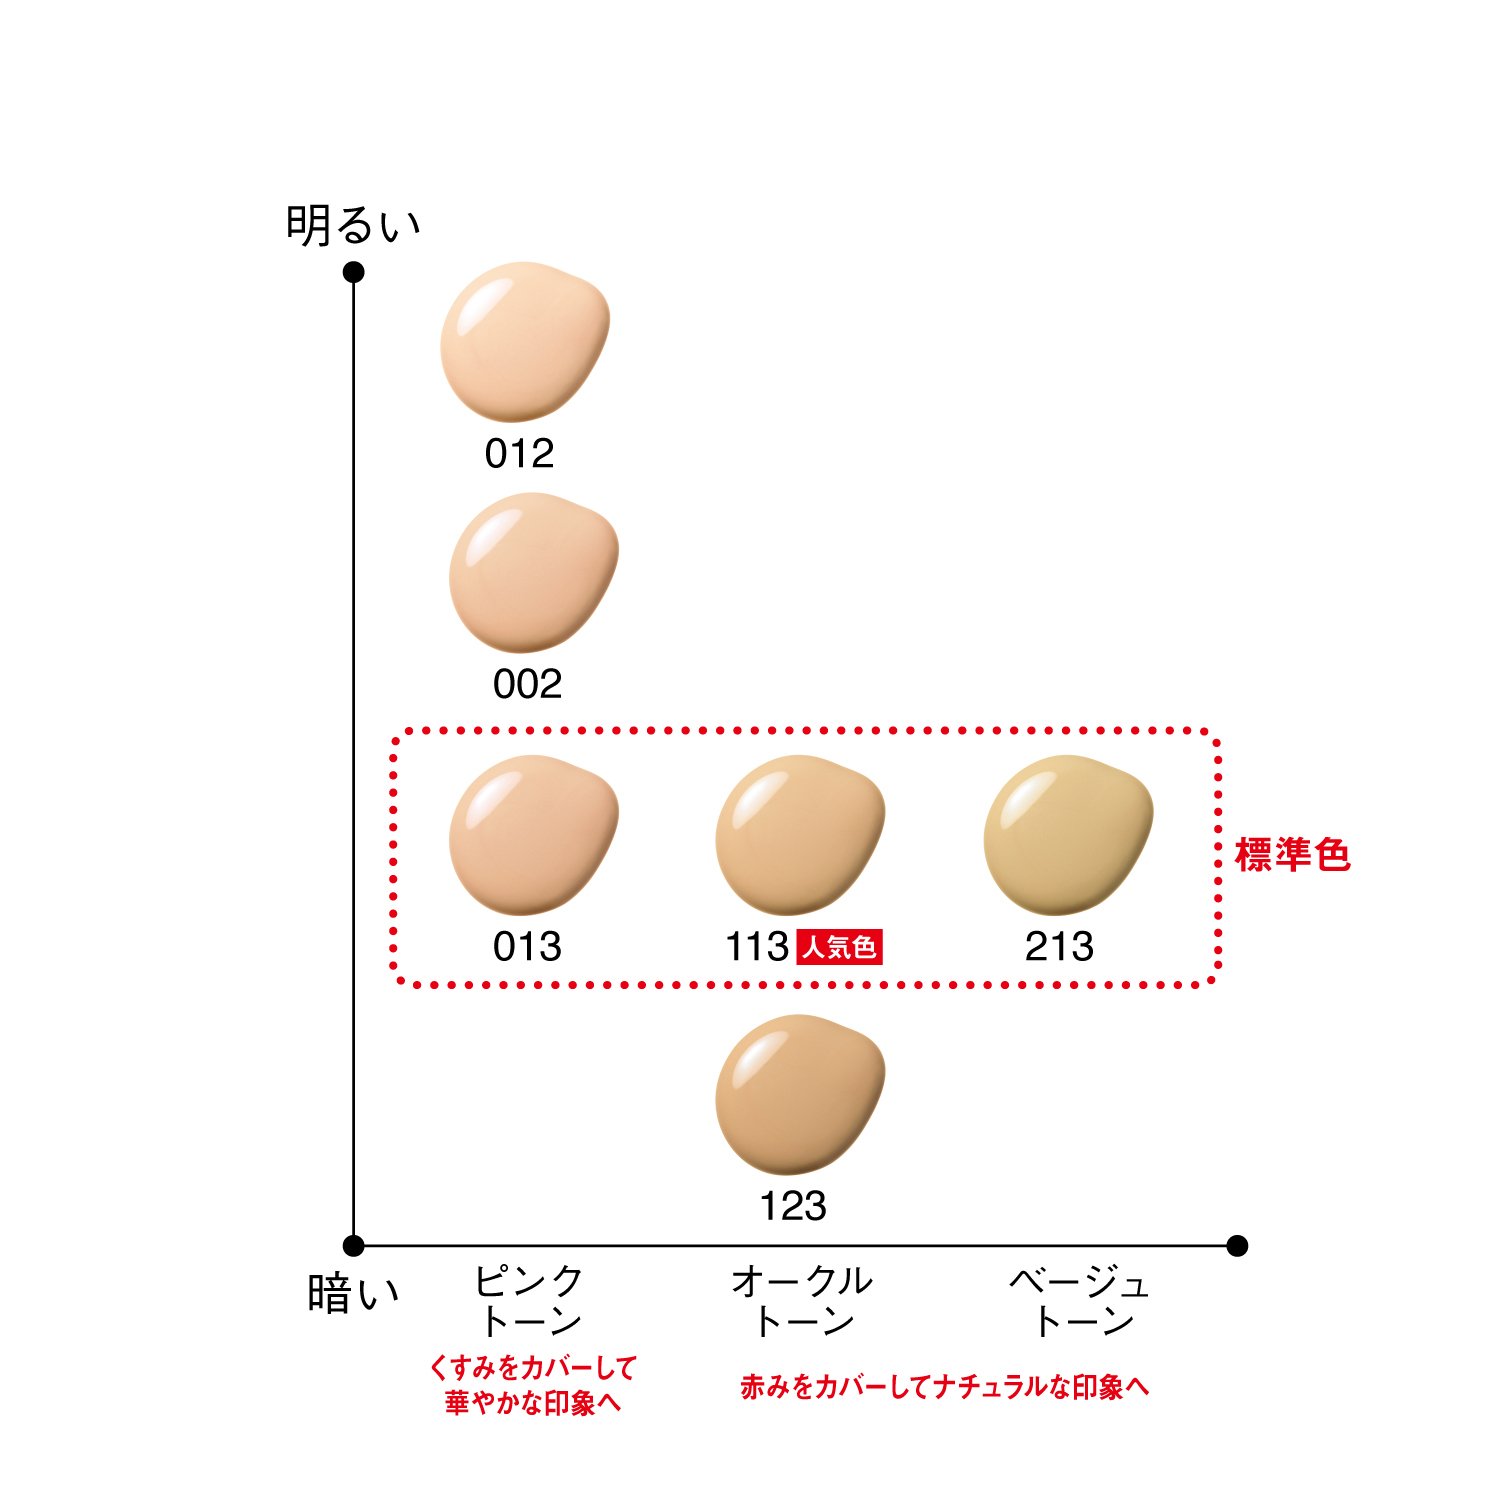 明るい
012
002
013
113 人気色
213
標準色
123
暗い
ピンク
トーン
オークル
トーン
ベージュ
トーン
くすみをカバーして
華やかな印象へ
赤みをカバーしてナチュラルな印象へ